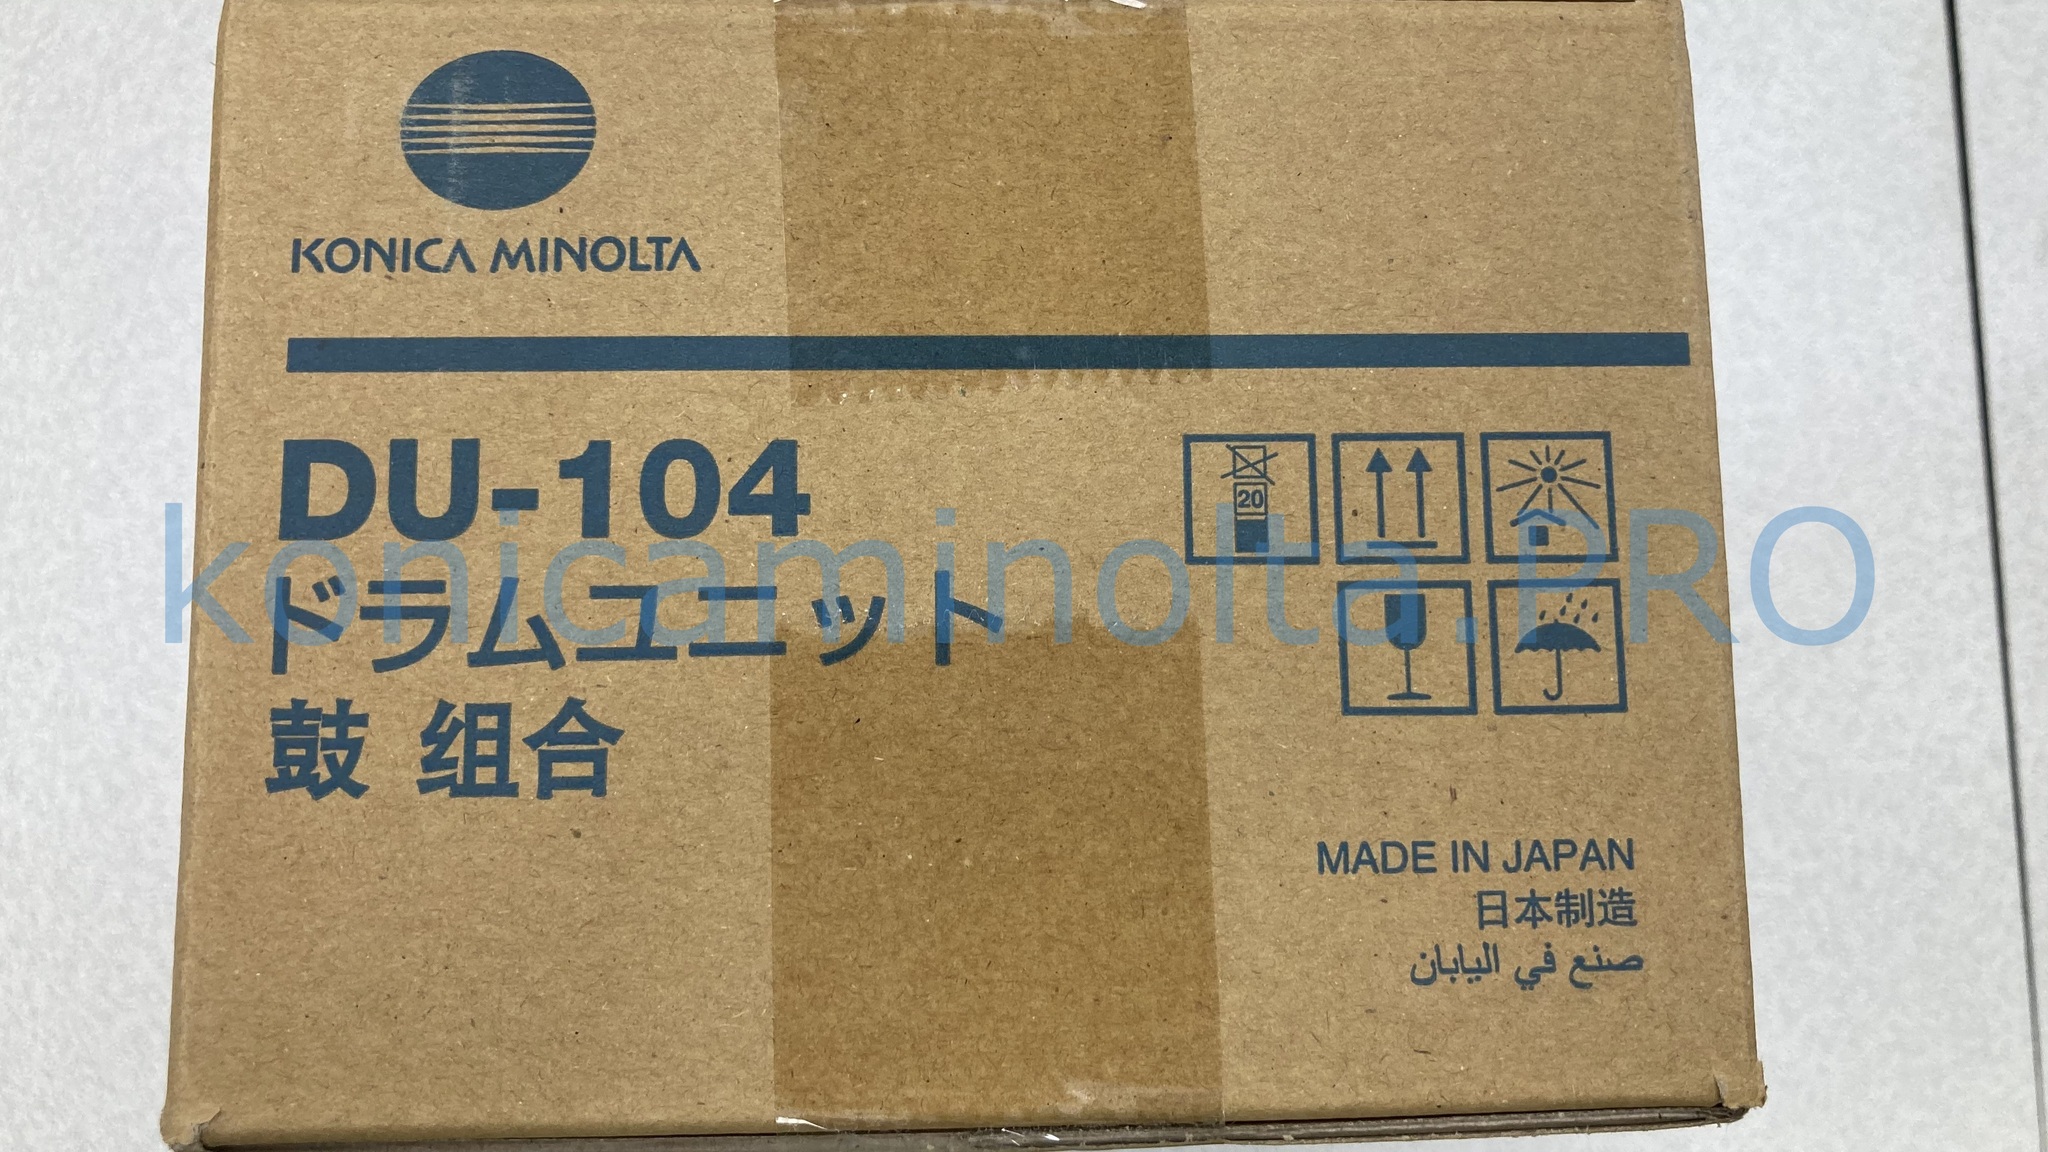 KONICA MINOLTA
DU-104
ドラムユニット
鼓 组合
20
konicaminolta.PRO
MADE IN JAPAN
日本制造
صنع في اليابان